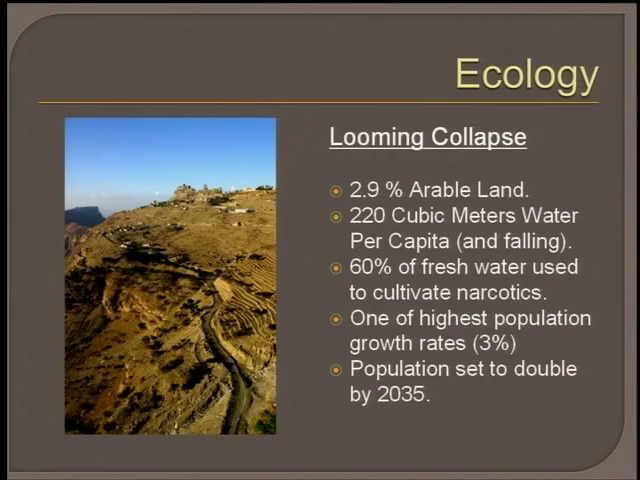 Ecology
Looming Collapse
2.9 % Arable Land.
220 Cubic Meters Water
Per Capita (and falling).
60% of fresh water used
to cultivate narcotics.
One of highest population
growth rates (3%)
Population set to double
by 2035.